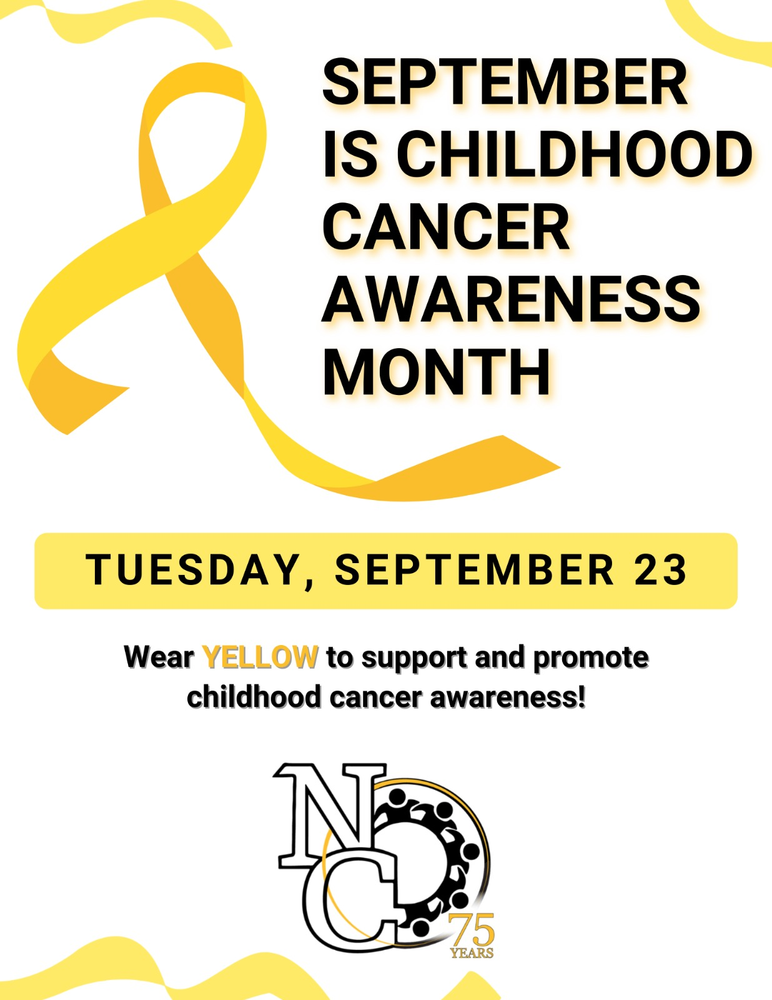 SEPTEMBER
IS CHILDHOOD
CANCER
AWARENESS
MONTH
TUESDAY, SEPTEMBER 23
Wear YELLOW to support and promote
childhood cancer awareness!
NC
75
YEARS